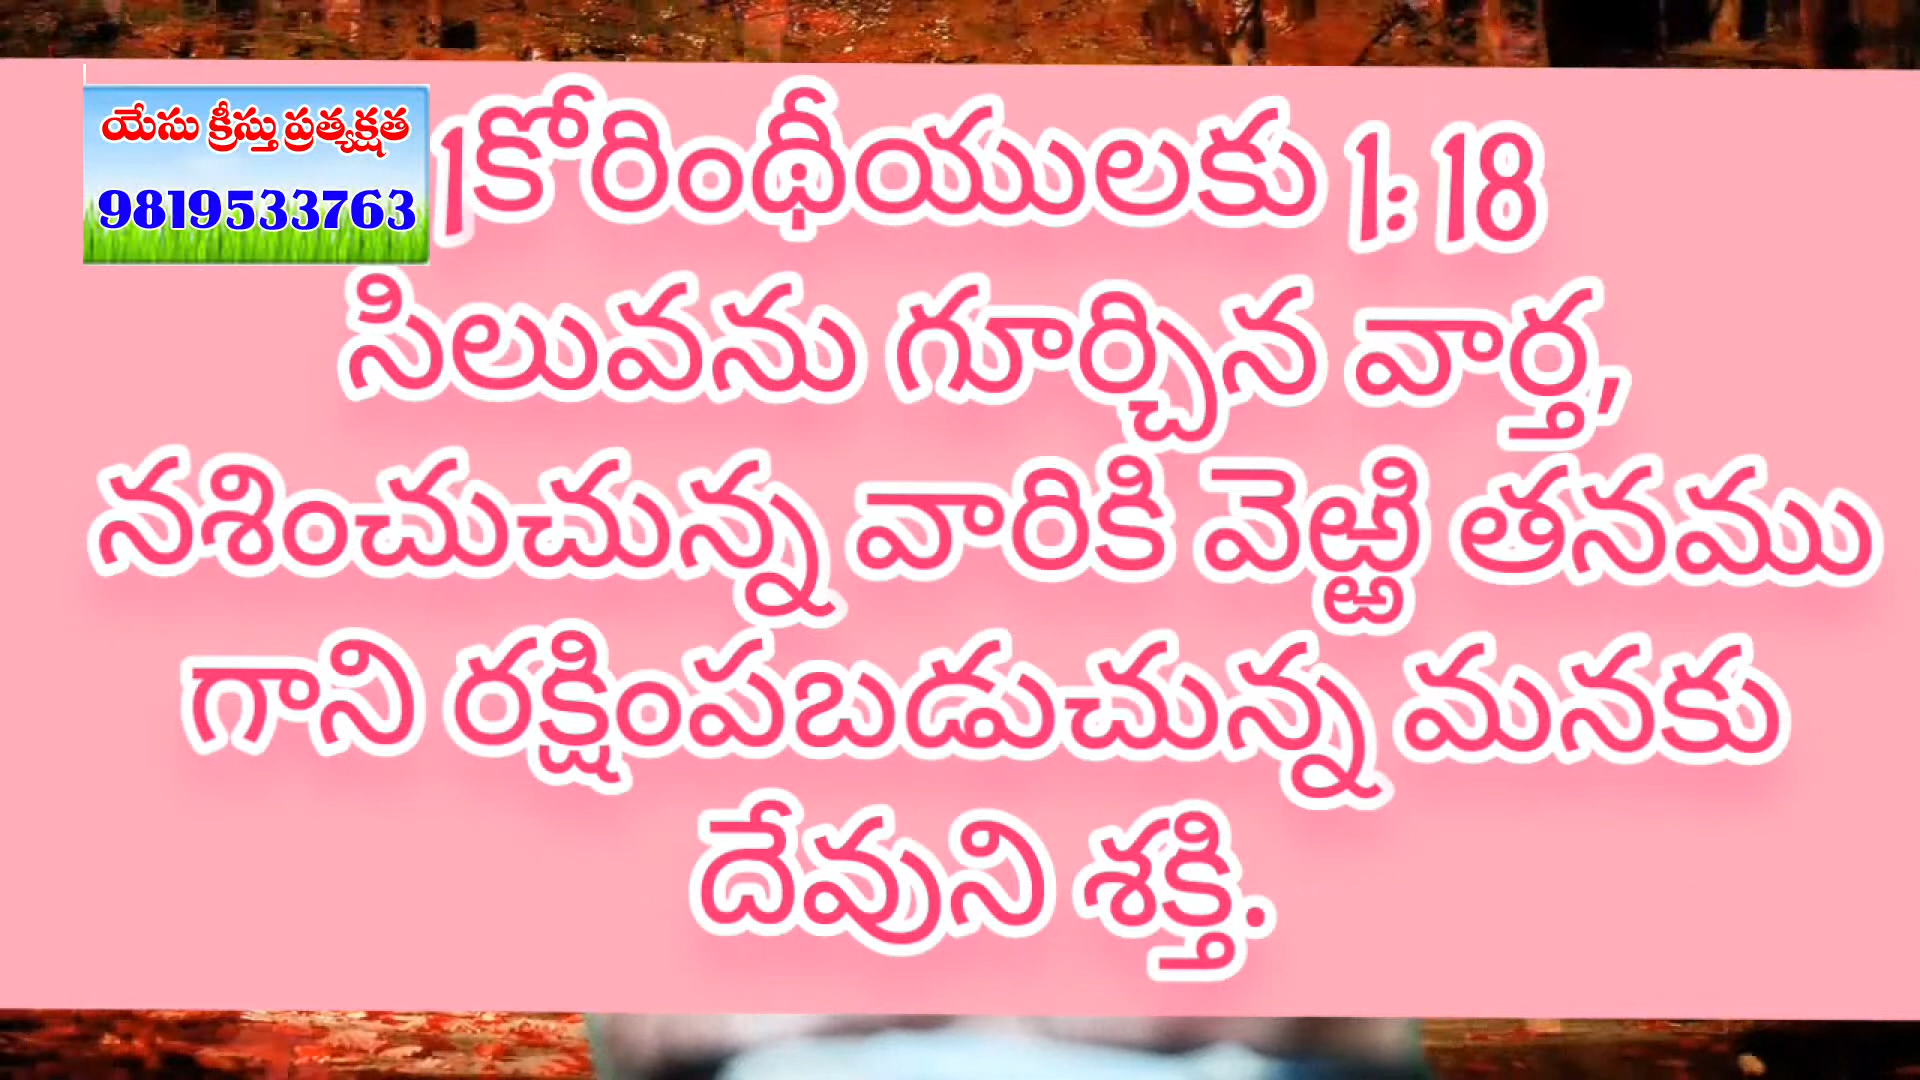 యేసు క్రీస్తు ప్రత్యక్షత
9819533763
1కోరింథీయులకు 1: 18
సిలువను గూర్చిన వార్త,
నశించుచున్న వారికి వెఱ్ఱి తనము
గాని రక్షింపబడుచున్న మనకు
దేవుని శక్తి.